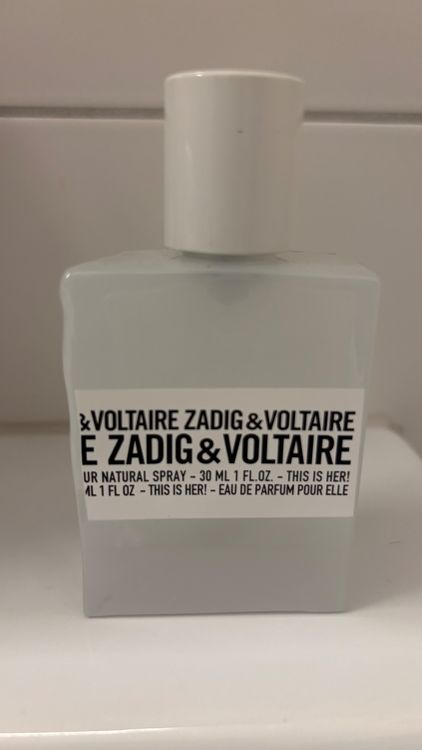 &VOLTAIRE ZADIG&VOLTAIRE
E ZADIG&VOLTAIRE
UR NATURAL SPRAY – 30 ML 1 FL.OZ. – THIS IS HER!
ML 1 FL OZ – THIS IS HER! – EAU DE PARFUM POUR ELLE